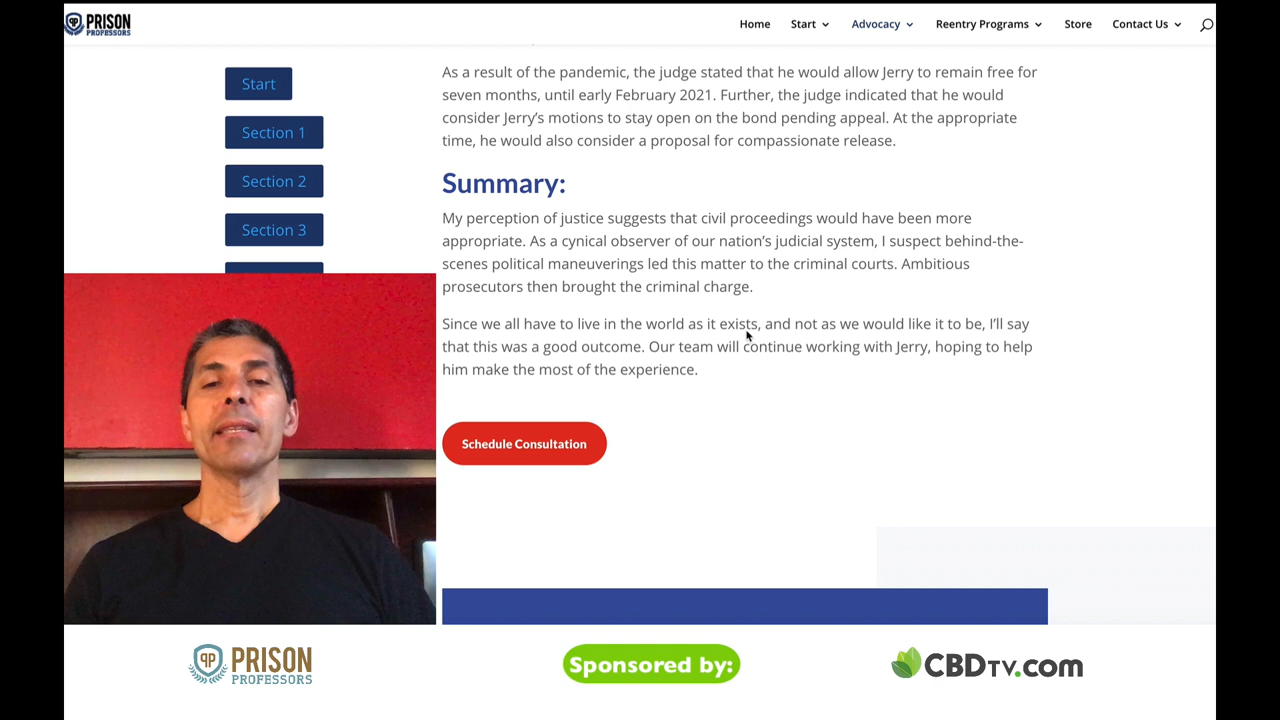 PRISON
PROFESSORS
Home Start Advocacy Reentry Programs Store Contact Us
Start
Section 1
Section 2
Section 3
As a result of the pandemic, the judge stated that he would allow Jerry to remain free for
seven months, until early February 2021. Further, the judge indicated that he would
consider Jerry’s motions to stay open on the bond pending appeal. At the appropriate
time, he would also consider a proposal for compassionate release.
Summary:
My perception of justice suggests that civil proceedings would have been more
appropriate. As a cynical observer of our nation’s judicial system, I suspect behind-the-
scenes political maneuverings led this matter to the criminal courts. Ambitious
prosecutors then brought the criminal charge.
Since we all have to live in the world as it exists, and not as we would like it to be, I’ll say
that this was a good outcome. Our team will continue working with Jerry, hoping to help
him make the most of the experience.
Schedule Consultation
PRISON
PROFESSORS
Sponsored by:
CBDTV.com